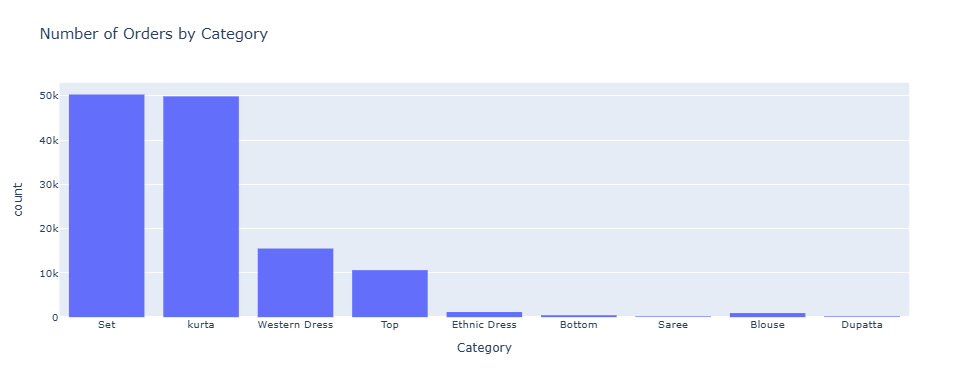 Number of Orders by Category
count
50k
40k
30k
20k
10k
0
Set kurta Western Dress Top Ethnic Dress Bottom Saree Blouse Dupatta
Category